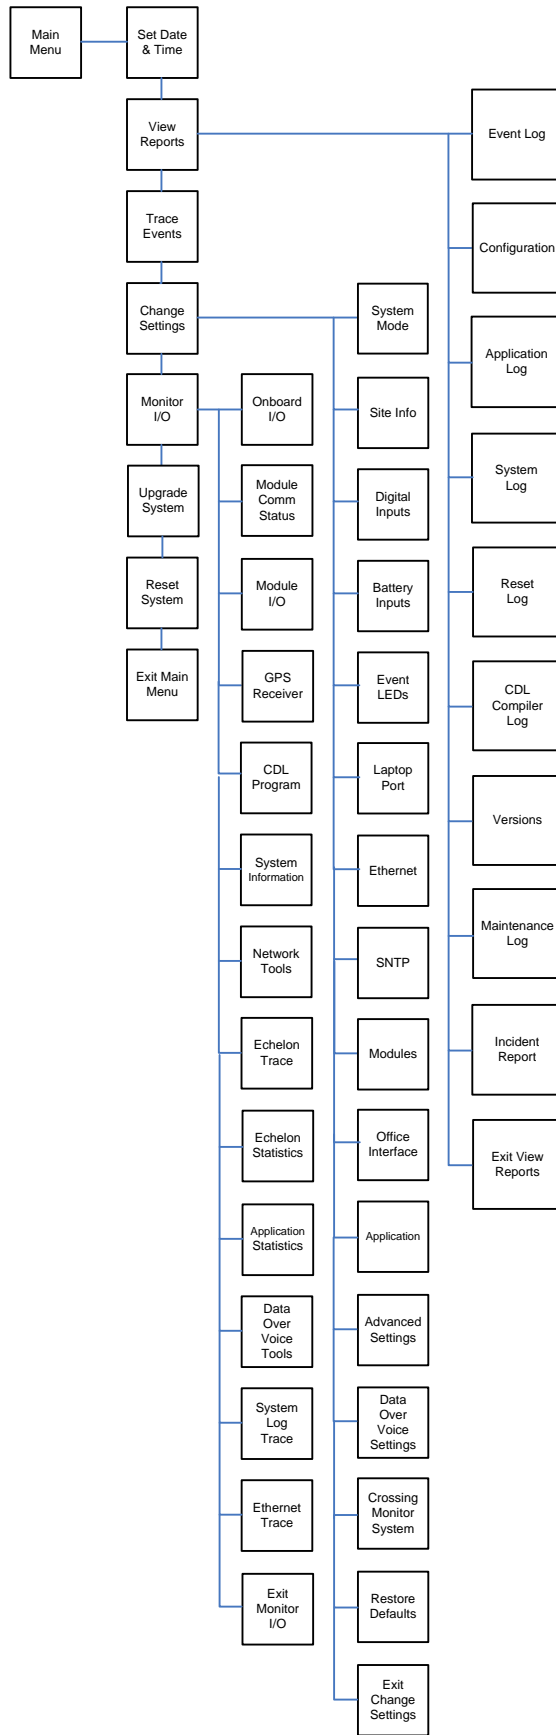 Main
Menu
Set Date
& Time
View
Reports
Trace
Events
Change
Settings
Monitor
I/O
Upgrade
System
Reset
System
Exit Main
Menu
Onboard
I/O
Module
Comm
Status
Module
I/O
GPS
Receiver
CDL
Program
System
Information
Network
Tools
Echelon
Trace
Echelon
Statistics
Application
Statistics
Data
Over
Voice
Tools
System
Log
Trace
Ethernet
Trace
Exit
Monitor
I/O
System
Mode
Site Info
Digital
Inputs
Battery
Inputs
Event
LEDs
Laptop
Port
Ethernet
SNTP
Modules
Office
Interface
Application
Advanced
Settings
Data
Over
Voice
Settings
Crossing
Monitor
System
Restore
Defaults
Exit
Change
Settings
Event Log
Configuration
Application
Log
System
Log
Reset
Log
CDL
Compiler
Log
Versions
Maintenance
Log
Incident
Report
Exit View
Reports